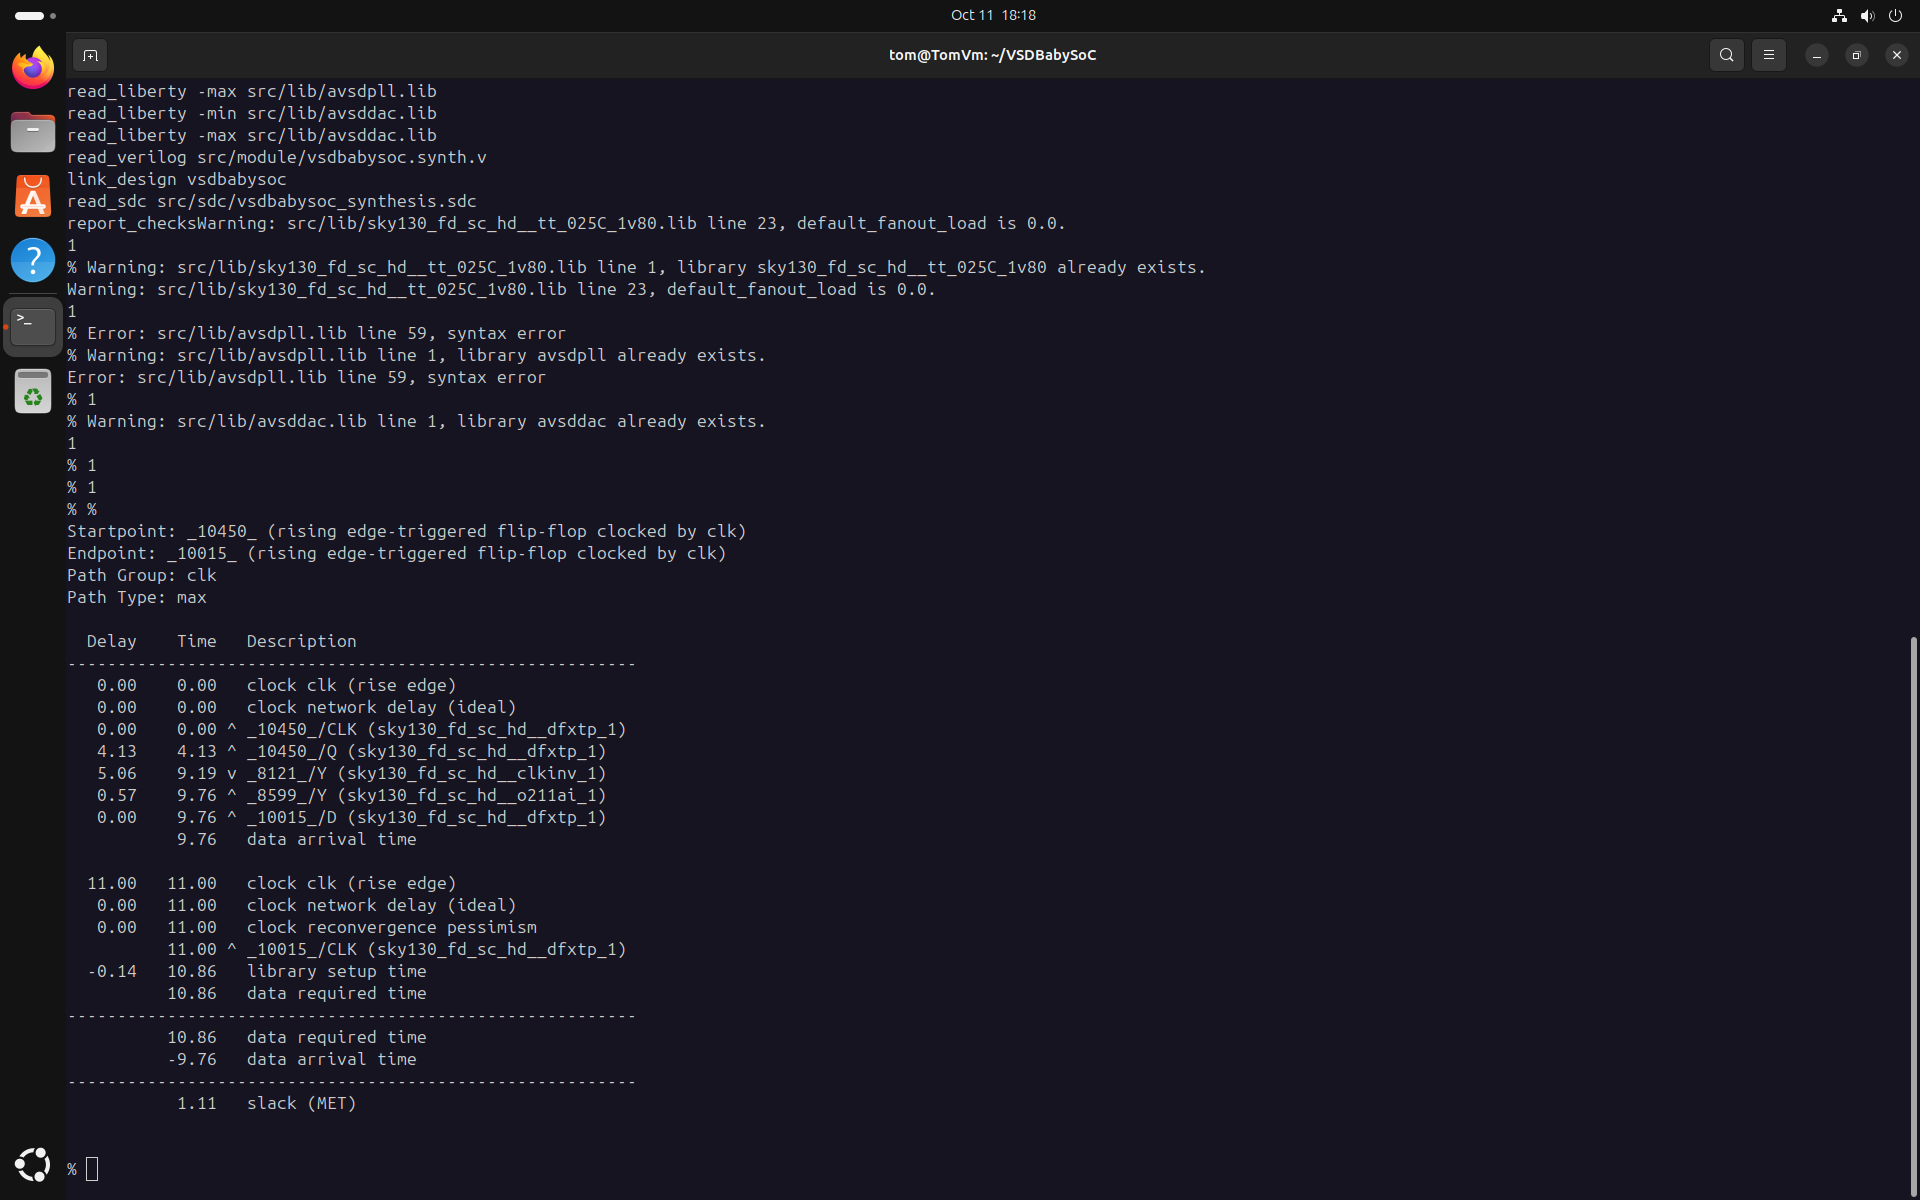 Oct 11 18:18
tom@TomVm: ~/VSDBabySoC
read_liberty -max src/lib/avsdpll.lib
read_liberty -min src/lib/avsddac.lib
read_liberty -max src/lib/avsddac.lib
read_verilog src/module/vsdbabysoc.synth.v
link_design vsdbabysoc
read_sdc src/sdc/vsdbabysoc_synthesis.sdc
report_checksWarning: src/lib/sky130_fd_sc_hd__tt_025C_1v80.lib line 23, default_fanout_load is 0.0.
1
% Warning: src/lib/sky130_fd_sc_hd__tt_025C_1v80.lib line 1, library sky130_fd_sc_hd__tt_025C_1v80 already exists.
Warning: src/lib/sky130_fd_sc_hd__tt_025C_1v80.lib line 23, default_fanout_load is 0.0.
1
% Error: src/lib/avsdpll.lib line 59, syntax error
% Warning: src/lib/avsdpll.lib line 1, library avsdpll already exists.
Error: src/lib/avsdpll.lib line 59, syntax error
% 1
% Warning: src/lib/avsddac.lib line 1, library avsddac already exists.
1
% 1
% 1
% %
Startpoint: _10450_ (rising edge-triggered flip-flop clocked by clk)
Endpoint: _10015_ (rising edge-triggered flip-flop clocked by clk)
Path Group: clk
Path Type: max
  Delay    Time   Description
---------------------------------------------------------
   0.00    0.00   clock clk (rise edge)
   0.00    0.00   clock network delay (ideal)
   0.00    0.00 ^ _10450_/CLK (sky130_fd_sc_hd__dfxtp_1)
   4.13    4.13 ^ _10450_/Q (sky130_fd_sc_hd__dfxtp_1)
   5.06    9.19 v _8121_/Y (sky130_fd_sc_hd__clkinv_1)
   0.57    9.76 ^ _8599_/Y (sky130_fd_sc_hd__o211ai_1)
   0.00    9.76 ^ _10015_/D (sky130_fd_sc_hd__dfxtp_1)
           9.76   data arrival time
  11.00   11.00   clock clk (rise edge)
   0.00   11.00   clock network delay (ideal)
   0.00   11.00   clock reconvergence pessimism
          11.00 ^ _10015_/CLK (sky130_fd_sc_hd__dfxtp_1)
  -0.14   10.86   library setup time
          10.86   data required time
---------------------------------------------------------
          10.86   data required time
          -9.76   data arrival time
---------------------------------------------------------
           1.11   slack (MET)
%